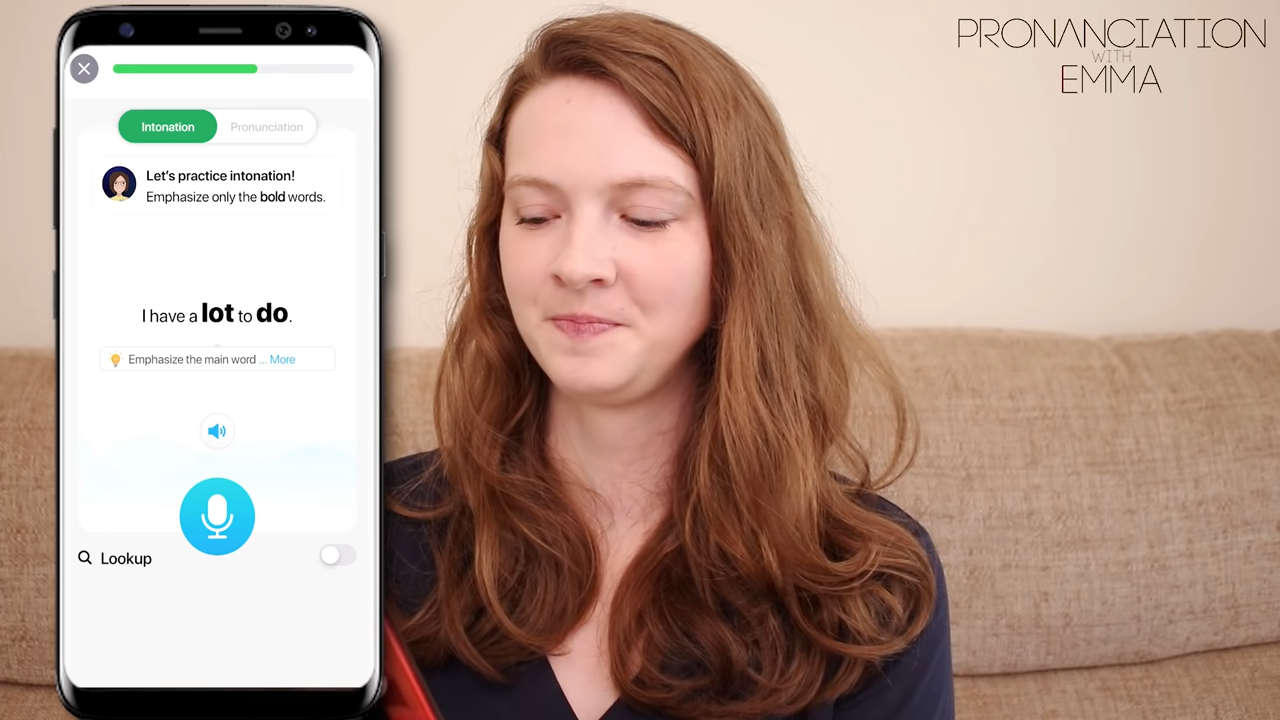 Intonation Pronunciation
Let's practice intonation!
Emphasize only the bold words.
I have a lot to do.
Emphasize the main word ... More
Lookup
PRONANCIATION
WITH
EMMA